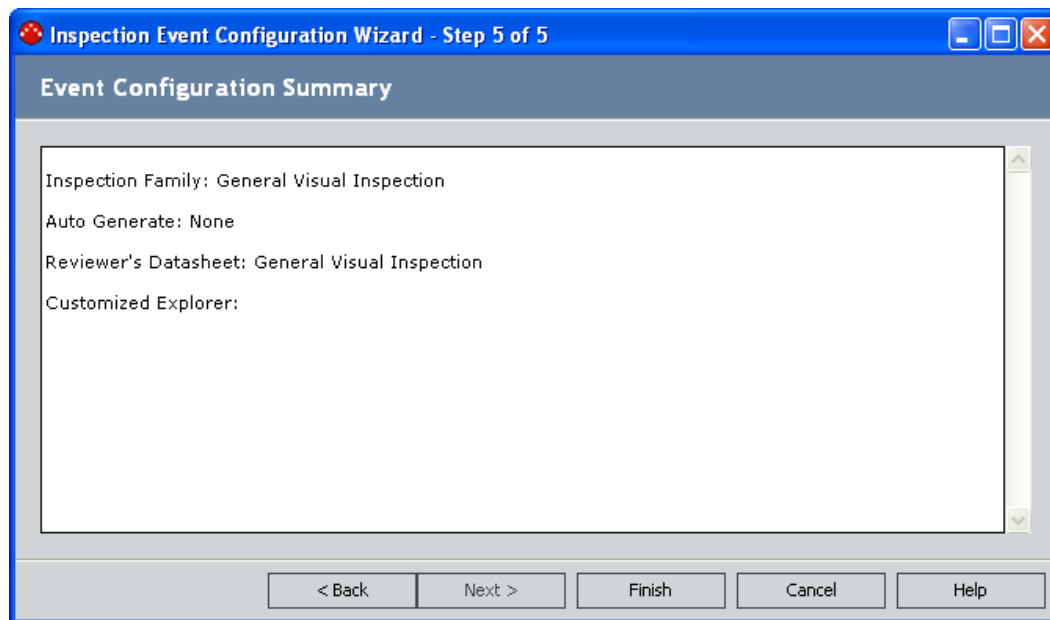 Inspection Event Configuration Wizard - Step 5 of 5
Event Configuration Summary
Inspection Family: General Visual Inspection
Auto Generate: None
Reviewer's Datasheet: General Visual Inspection
Customized Explorer:
< Back Next > Finish Cancel Help